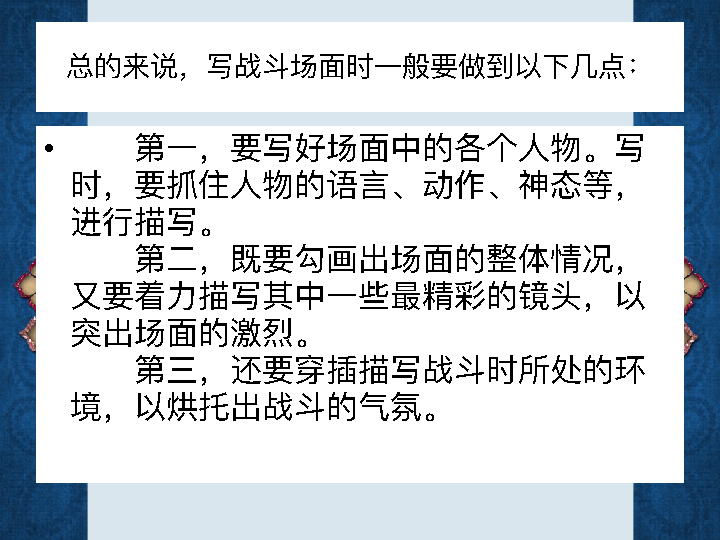 总的来说，写战斗场面时一般要做到以下几点：
• 第一，要写好场面中的各个人物。写
时，要抓住人物的语言、动作、神态等，
进行描写。
第二，既要勾画出场面的整体情况，
又要着力描写其中一些最精彩的镜头，以
突出场面的激烈。
第三，还要穿插描写战斗时所处的环
境，以烘托出战斗的气氛。